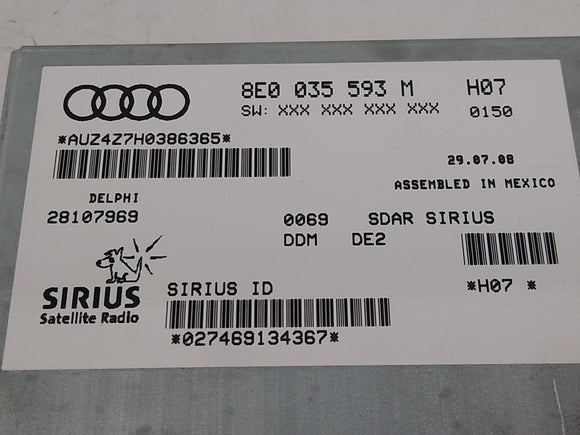 8E0 035 593 M H07
SW: XXX XXX XXX XXX 0150
*AUZ4Z7H0386365*
29.07.08
ASSEMBLED IN MEXICO
DELPHI
28107969
0069 SDAR SIRIUS
DDM DE2
*H07 *
SIRIUS
Satellite Radio
SIRIUS ID
*027469134367*